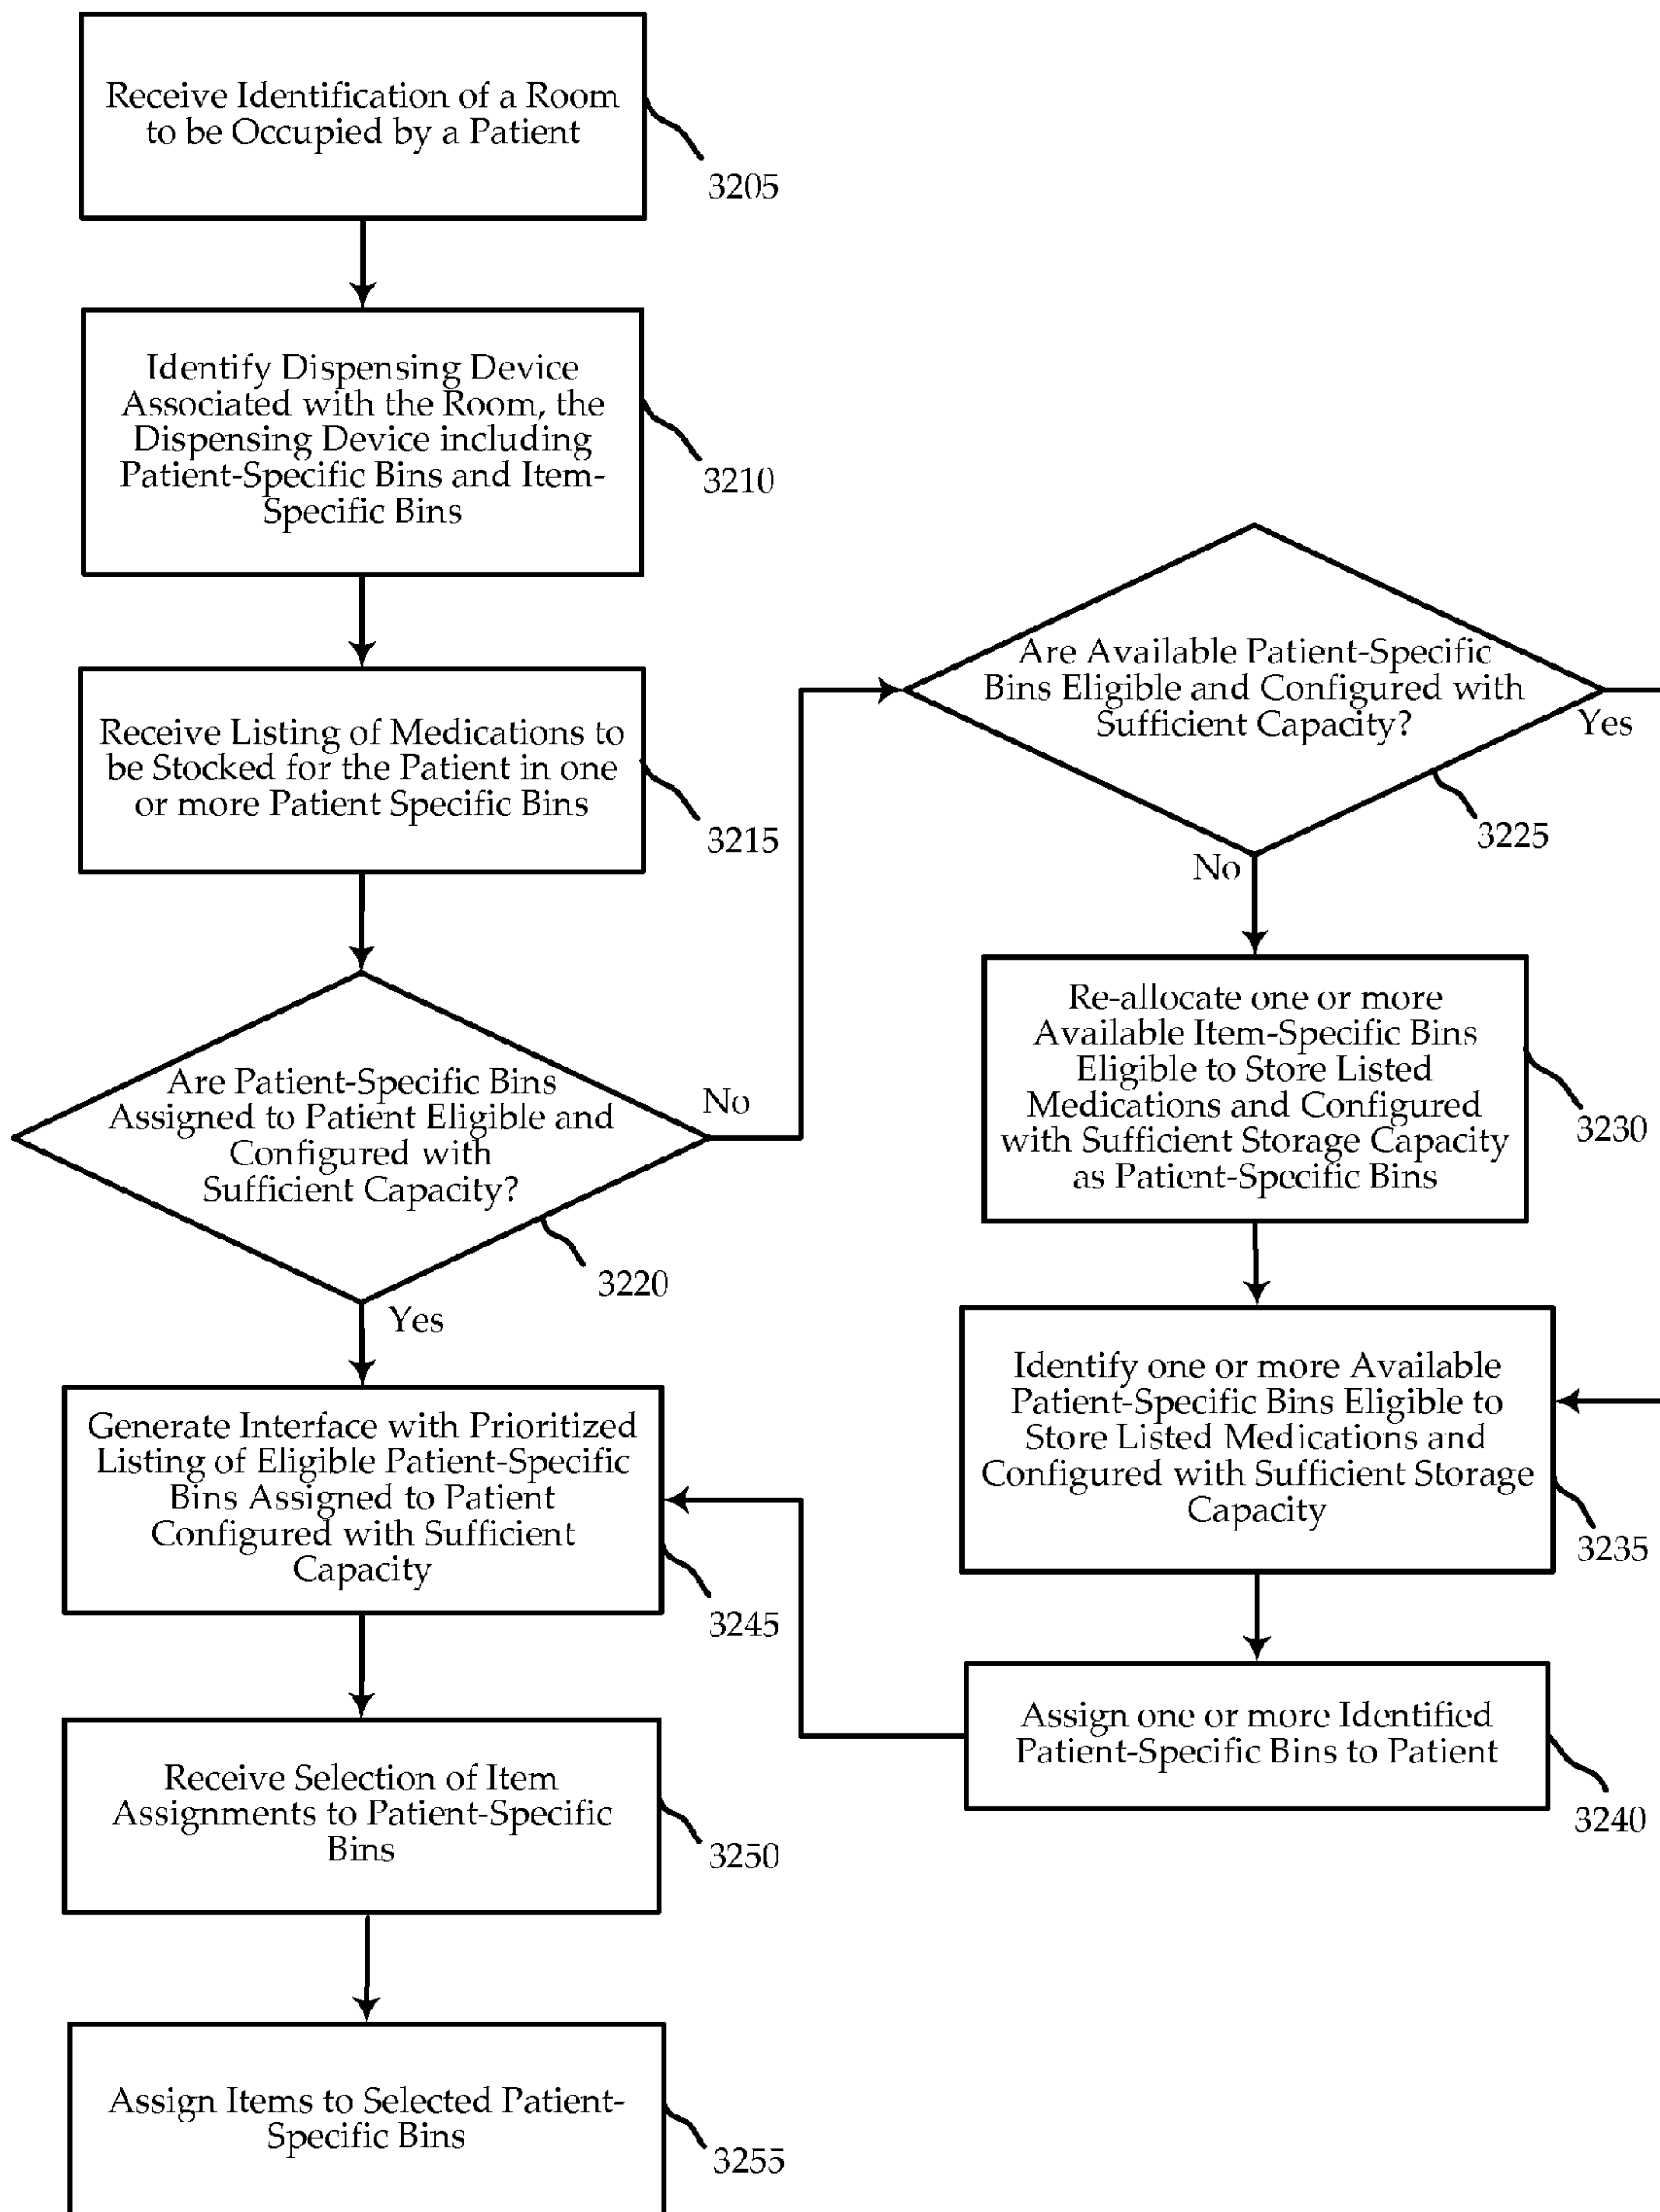 Receive Identification of a Room
to be Occupied by a Patient
3205
Identify Dispensing Device
Associated with the Room, the
Dispensing Device including
Patient-Specific Bins and Item-
Specific Bins
3210
Receive Listing of Medications to
be Stocked for the Patient in one
or more Patient Specific Bins
3215
Are Patient-Specific Bins
Assigned to Patient Eligible and
Configured with
Sufficient Capacity?
No
3220
Yes
Are Available Patient-Specific
Bins Eligible and Configured with
Sufficient Capacity?
Yes
3225
No
Re-allocate one or more
Available Item-Specific Bins
Eligible to Store Listed
Medications and Configured
with Sufficient Storage Capacity
as Patient-Specific Bins
3230
Identify one or more Available
Patient-Specific Bins Eligible to
Store Listed Medications and
Configured with Sufficient Storage
Capacity
3235
Assign one or more Identified
Patient-Specific Bins to Patient
3240
Generate Interface with Prioritized
Listing of Eligible Patient-Specific
Bins Assigned to Patient
Configured with Sufficient
Capacity
3245
Receive Selection of Item
Assignments to Patient-Specific
Bins
3250
Assign Items to Selected Patient-
Specific Bins
3255